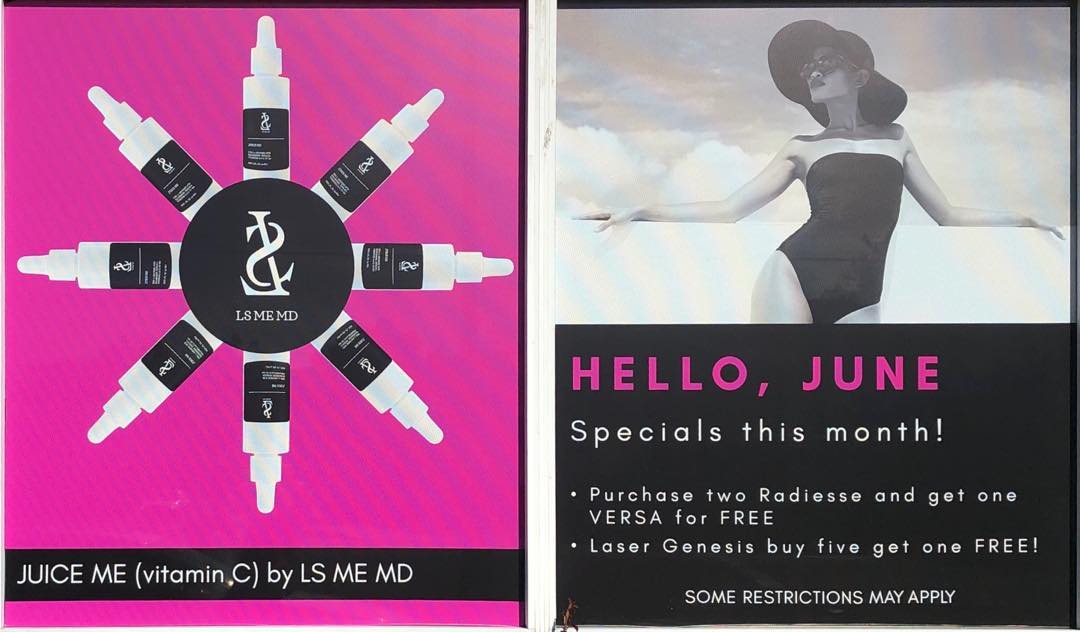 LS ME MD
JUICE ME (vitamin C) by LS ME MD
HELLO, JUNE
Specials this month!
• Purchase two Radiesse and get one
VERSA for FREE
• Laser Genesis buy five get one FREE!
SOME RESTRICTIONS MAY APPLY